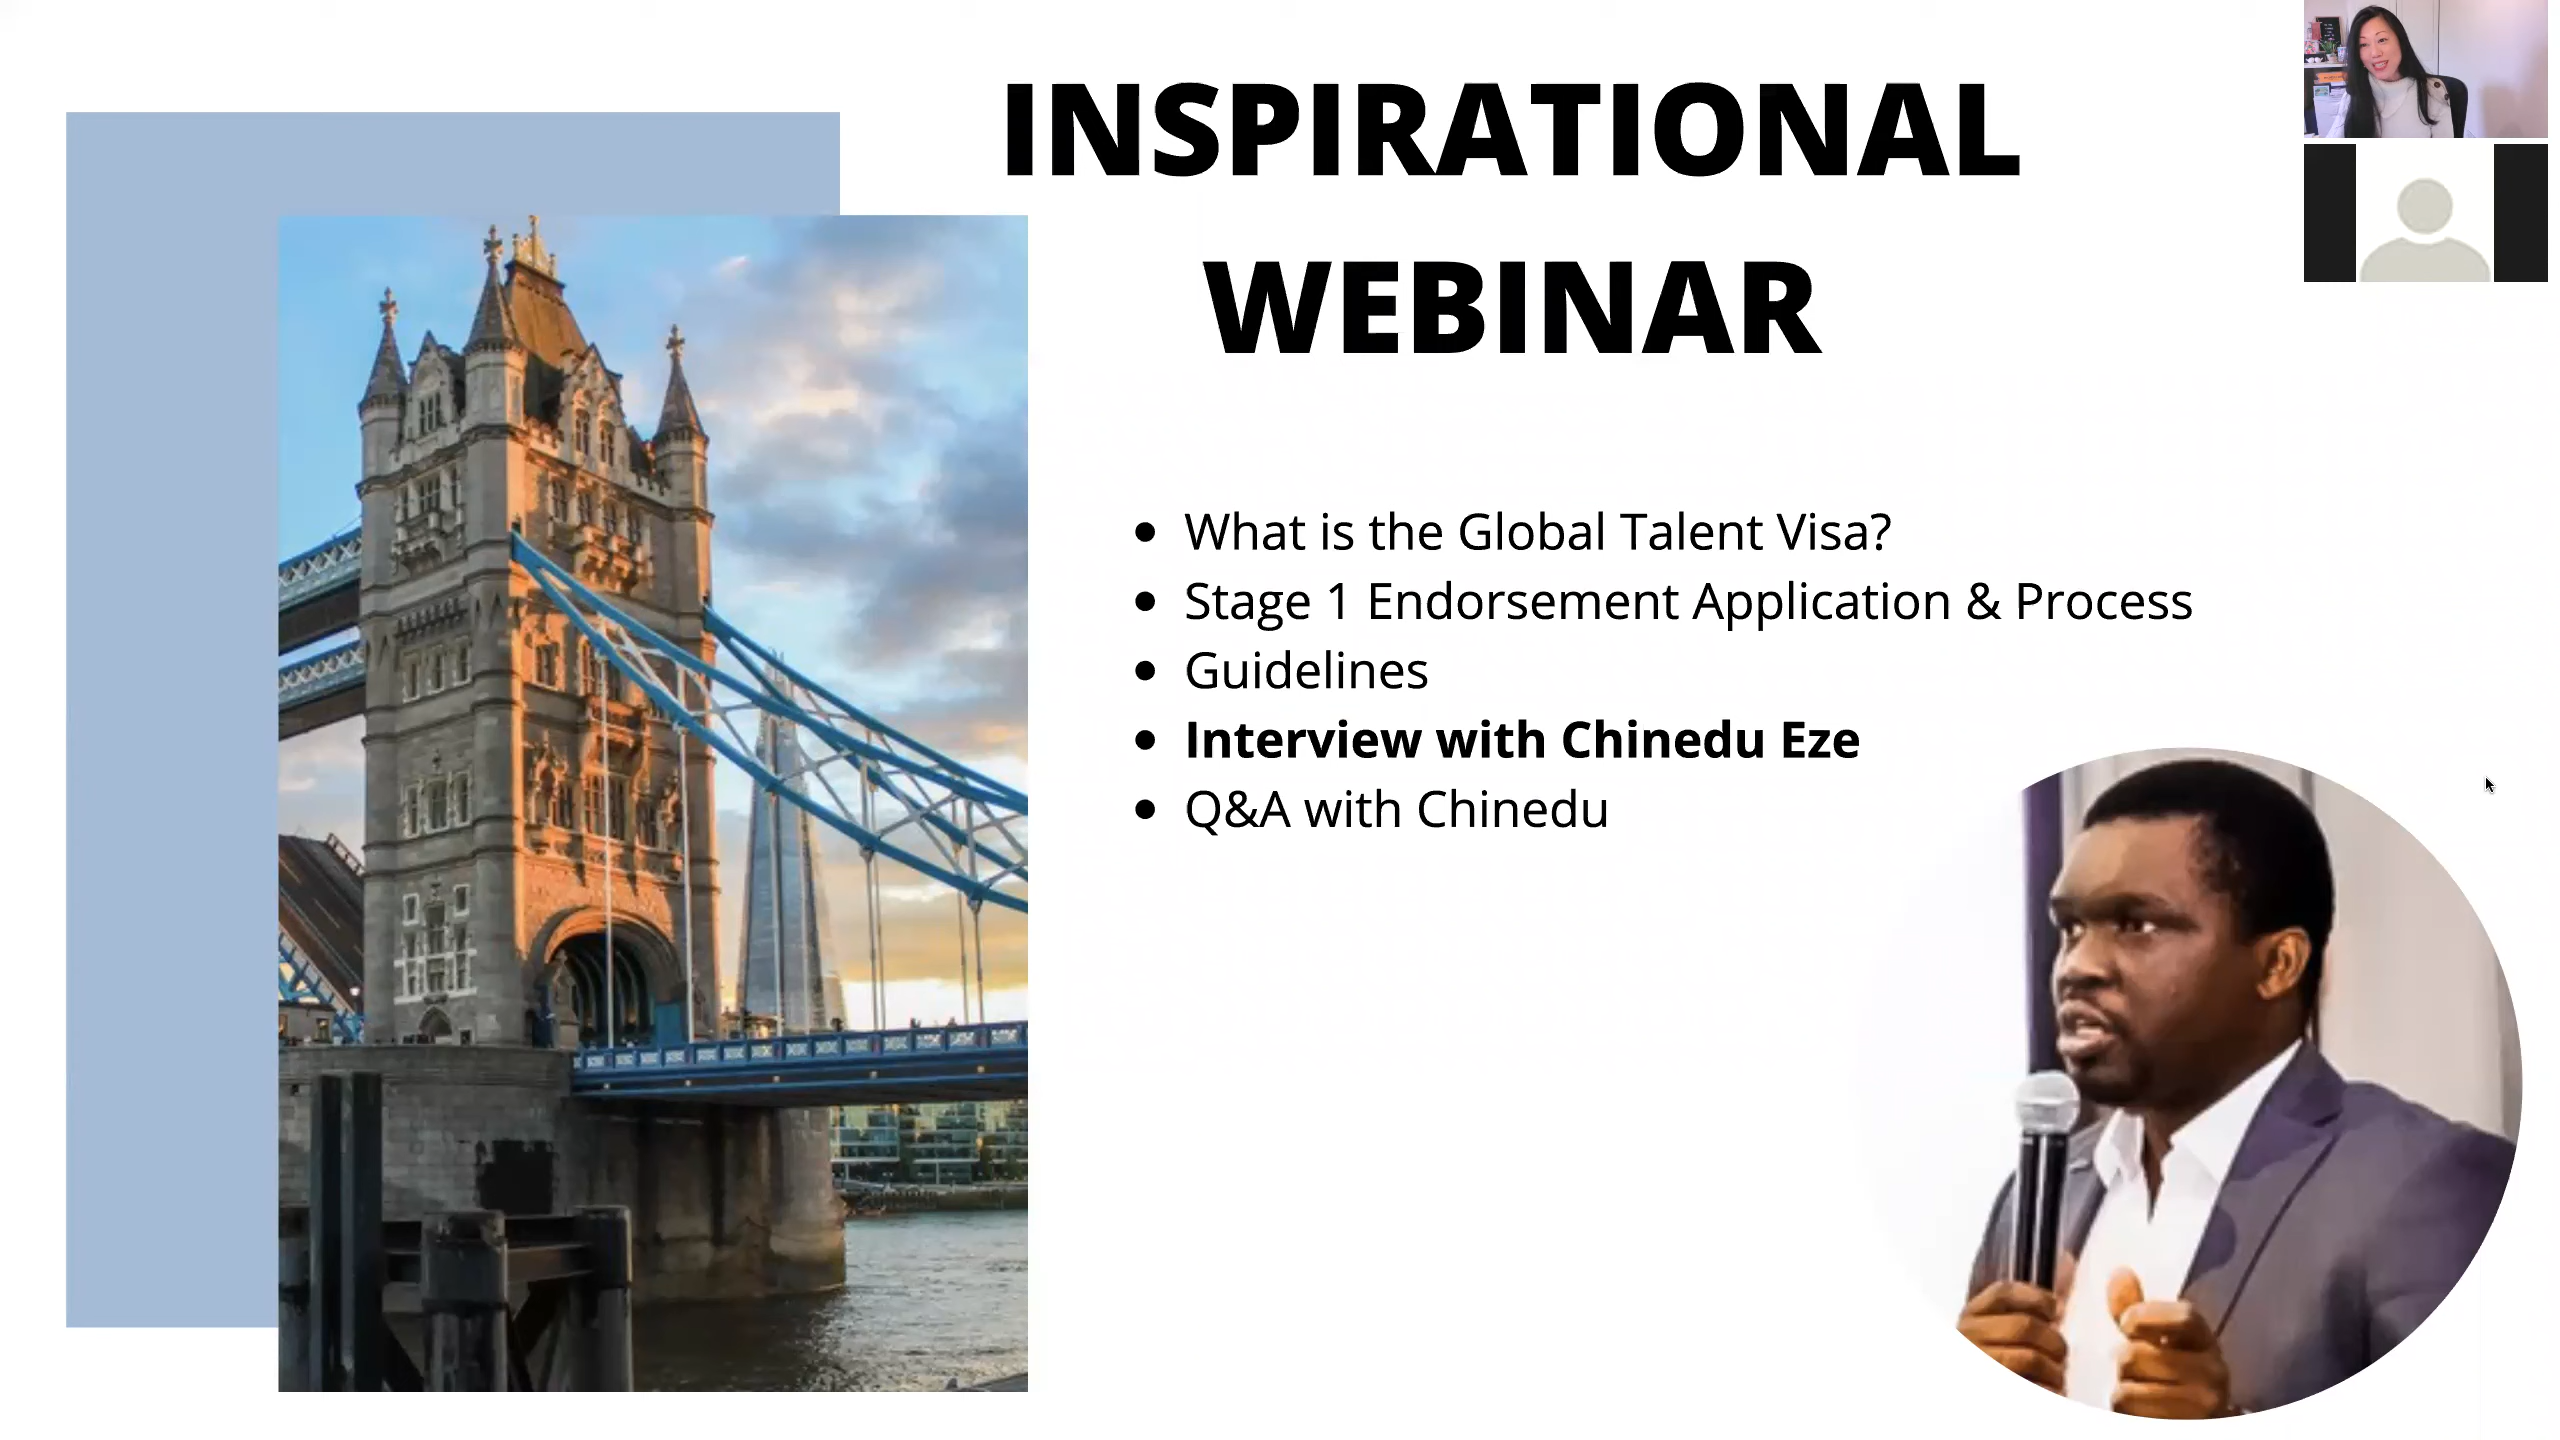 INSPIRATIONAL
WEBINAR
• What is the Global Talent Visa?
• Stage 1 Endorsement Application & Process
• Guidelines
• Interview with Chinedu Eze
• Q&A with Chinedu